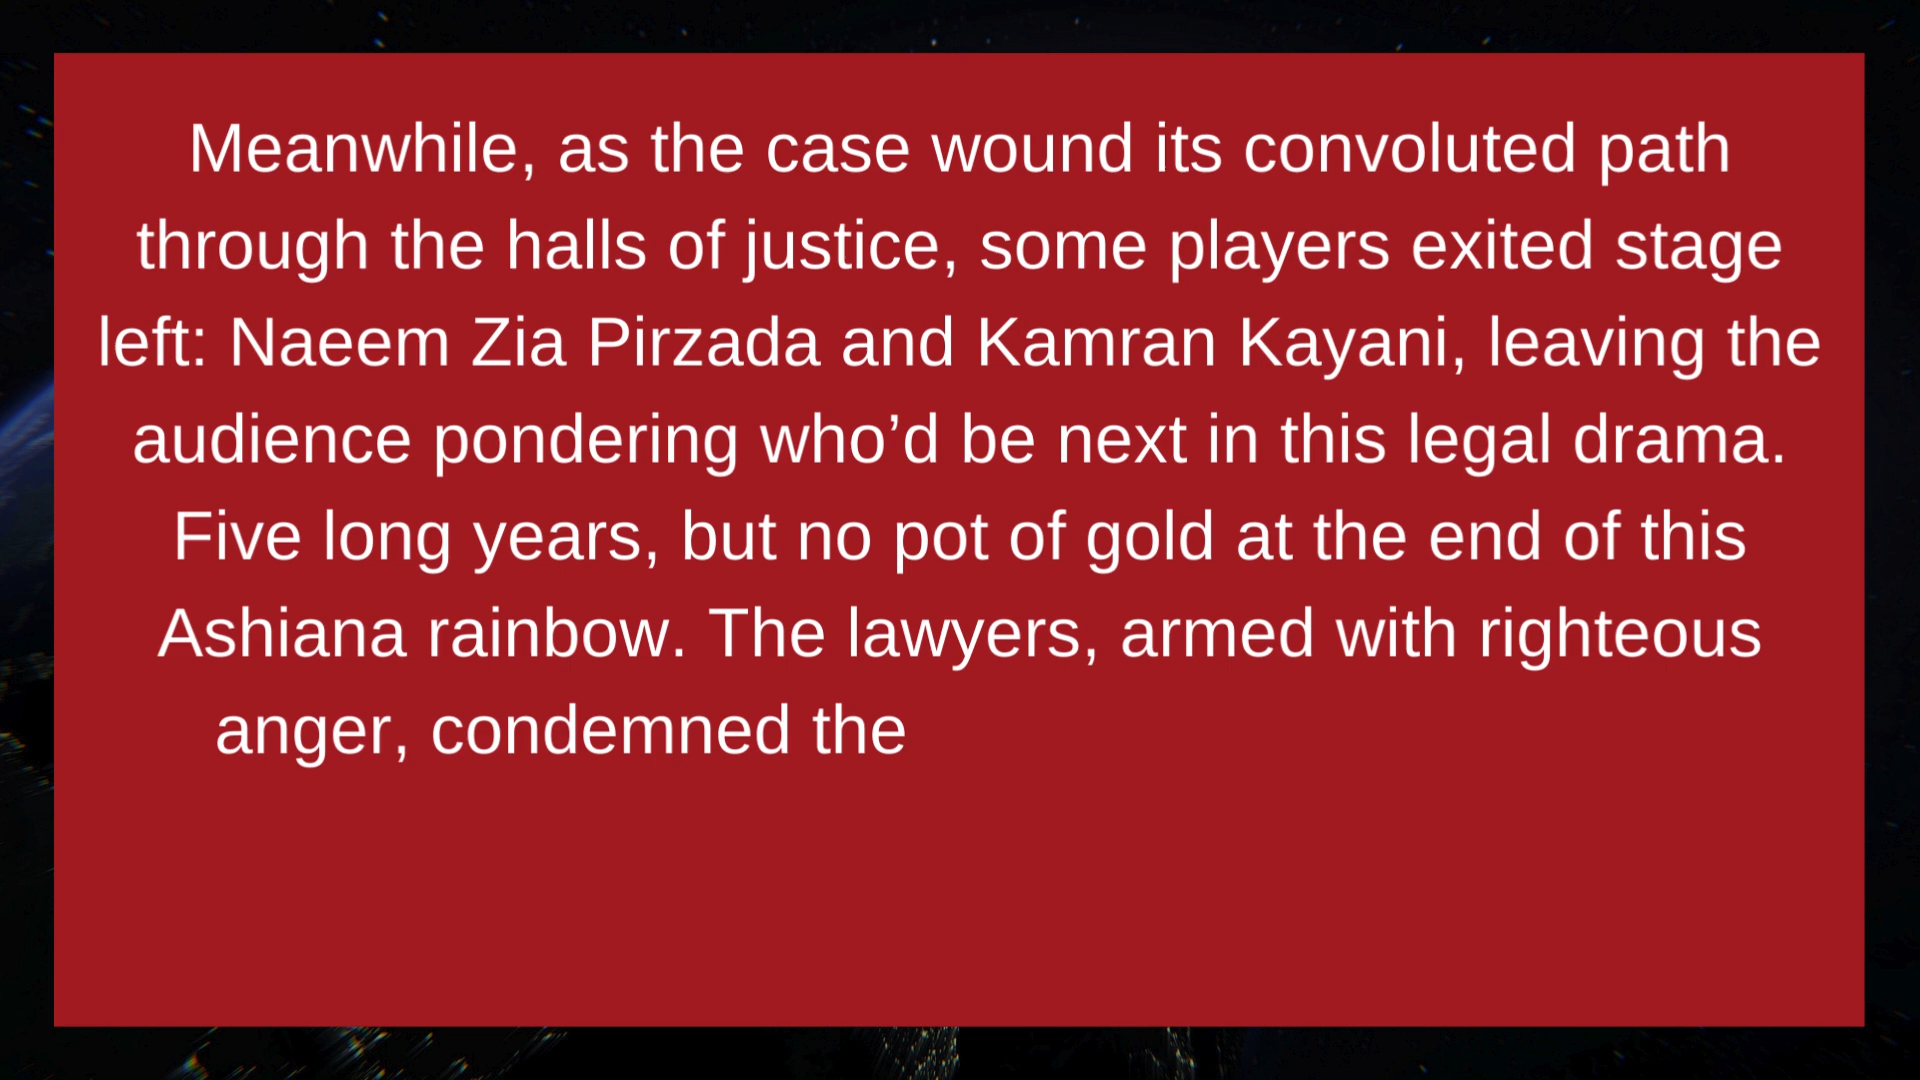 Meanwhile, as the case wound its convoluted path
through the halls of justice, some players exited stage
left: Naeem Zia Pirzada and Kamran Kayani, leaving the
audience pondering who’d be next in this legal drama.
Five long years, but no pot of gold at the end of this
Ashiana rainbow. The lawyers, armed with righteous
anger, condemned the